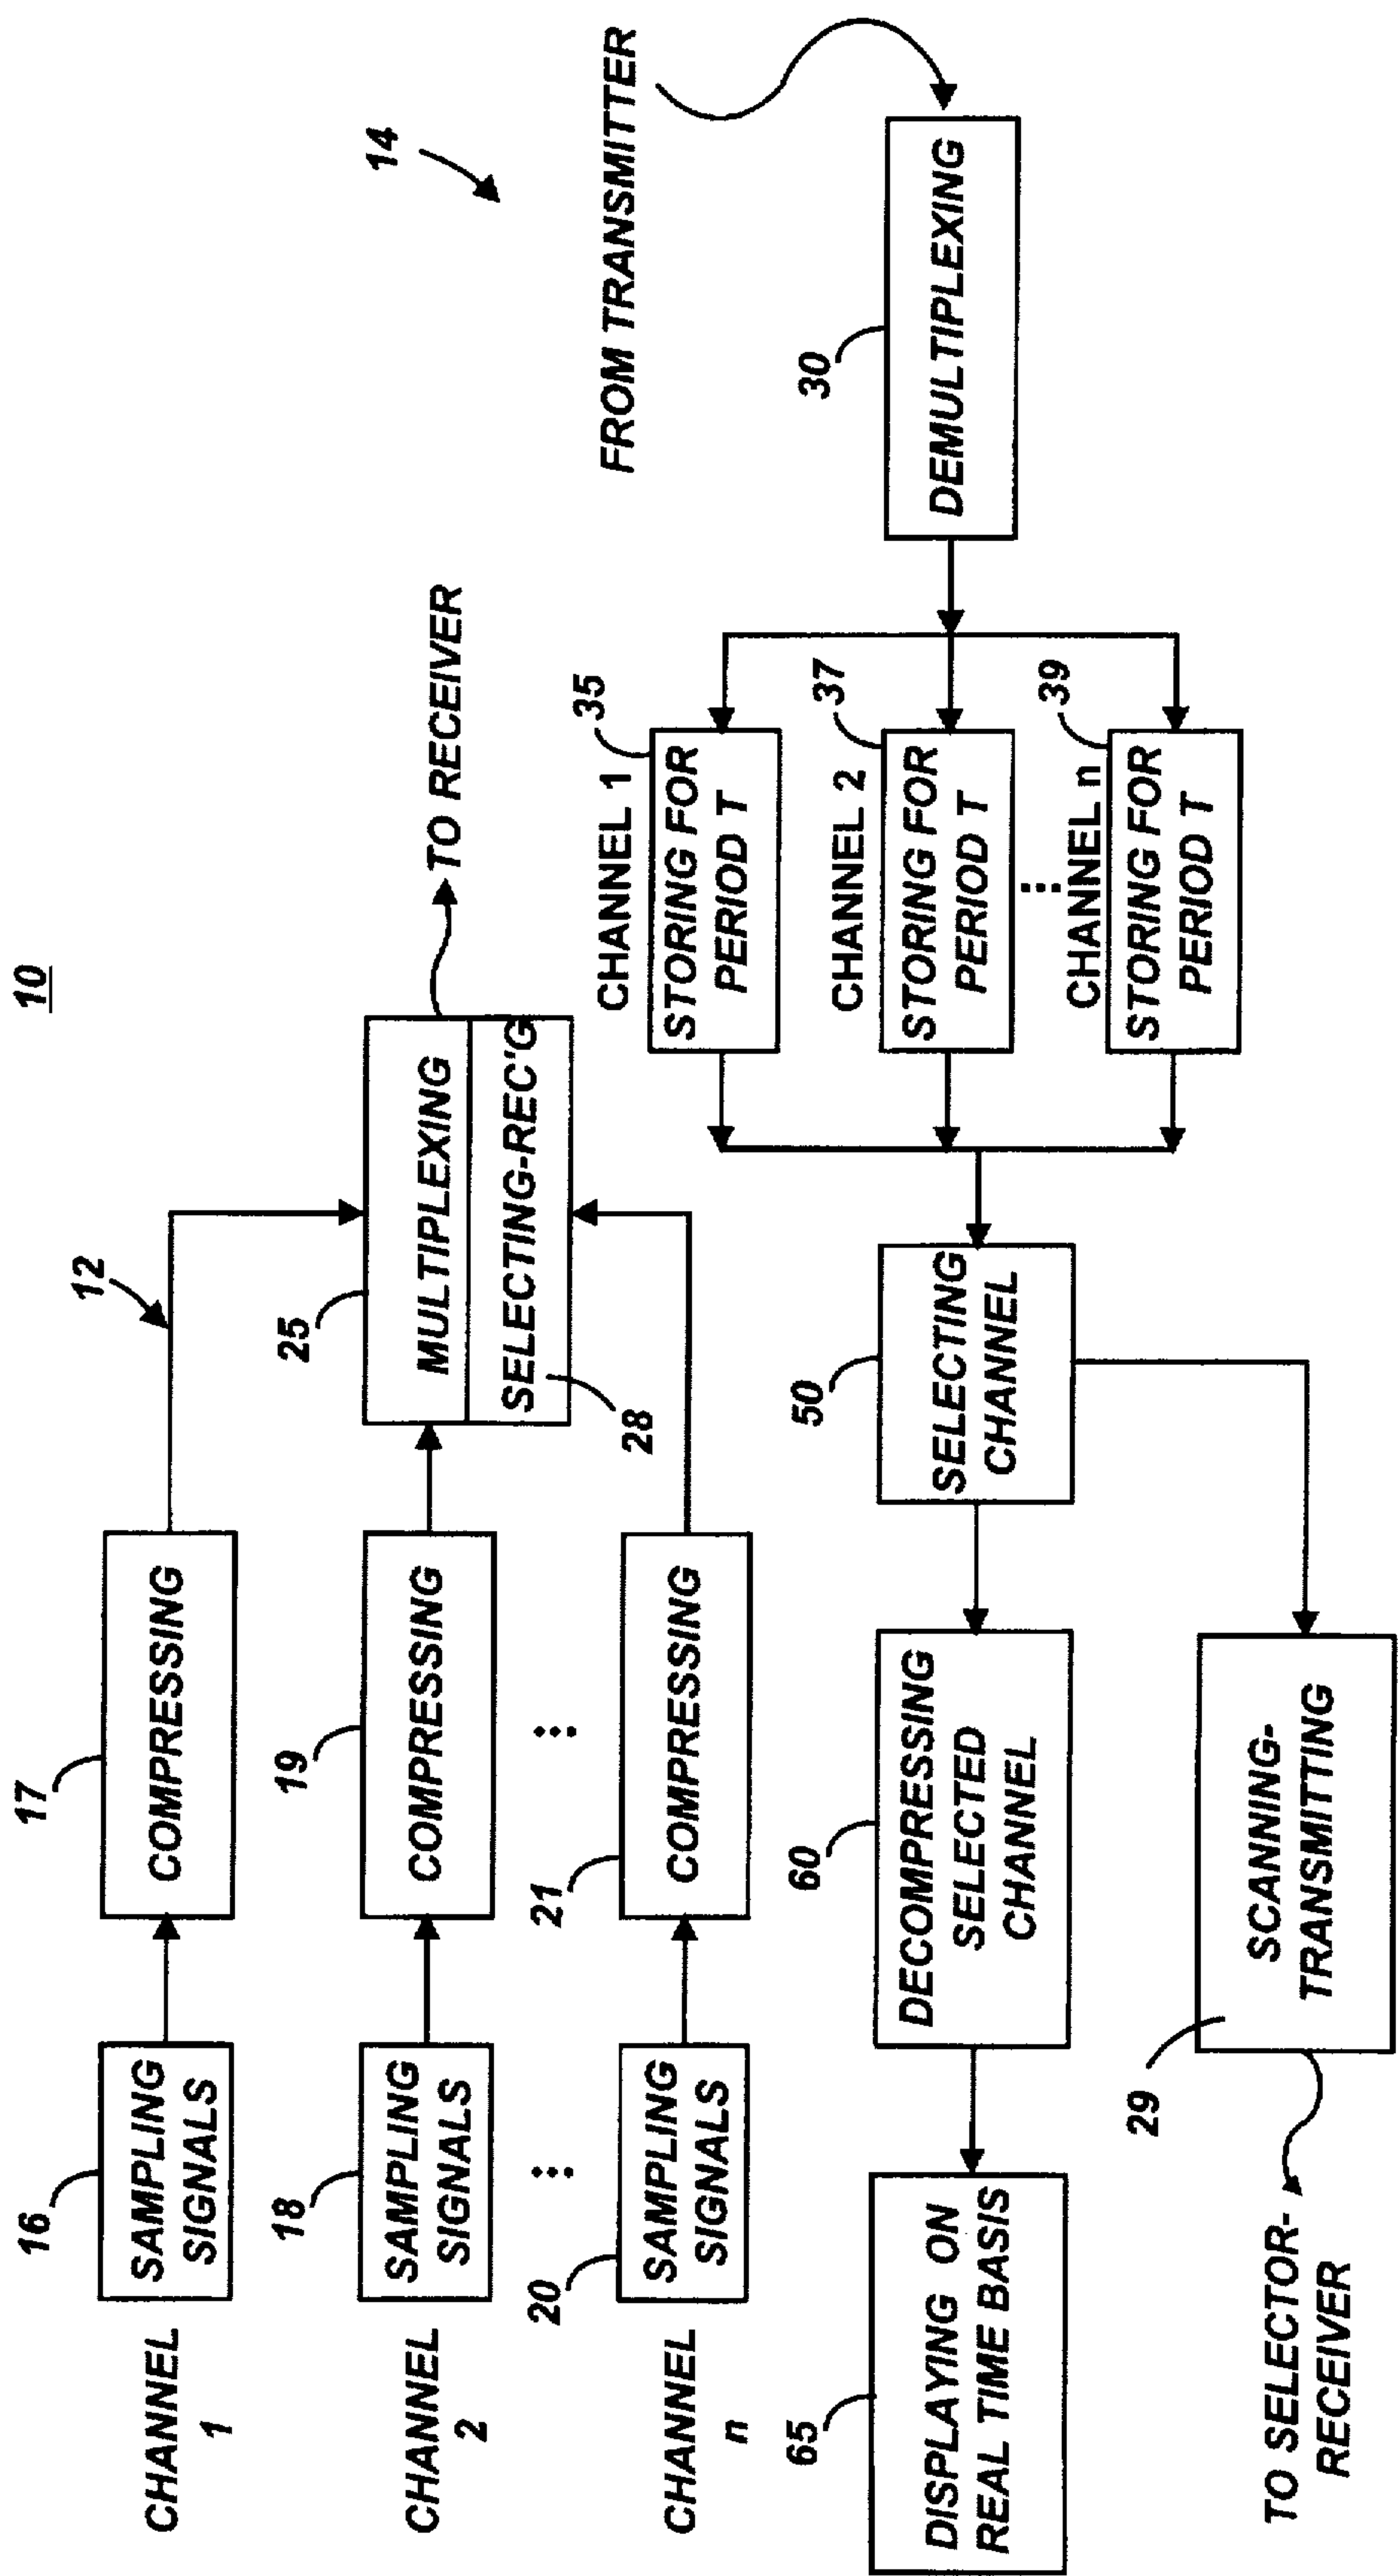 10
12
CHANNEL
1
16
SAMPLING
SIGNALS
17
COMPRESSING
CHANNEL
2
18
SAMPLING
SIGNALS
19
COMPRESSING
⋮
⋮
CHANNEL
n
20
SAMPLING
SIGNALS
21
COMPRESSING
25
MULTIPLEXING
SELECTING-REC'G
28
TO RECEIVER
14
FROM TRANSMITTER
30
DEMULTIPLEXING
CHANNEL 1
35
STORING FOR
PERIOD T
CHANNEL 2
37
STORING FOR
PERIOD T
⋮
CHANNEL n
39
STORING FOR
PERIOD T
50
SELECTING
CHANNEL
60
DECOMPRESSING
SELECTED
CHANNEL
65
DISPLAYING ON
REAL TIME BASIS
29
SCANNING-
TRANSMITTING
TO SELECTOR-
RECEIVER